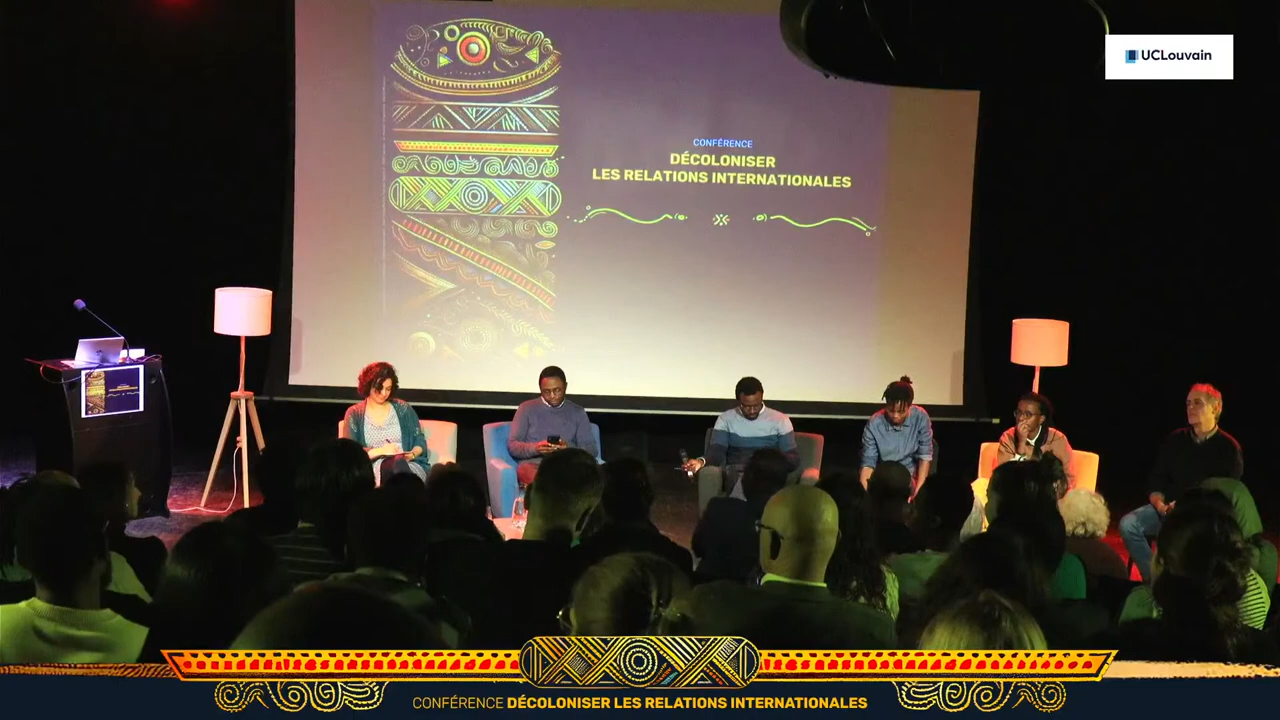 UCLouvain
CONFÉRENCE
DÉCOLONISER
LES RELATIONS INTERNATIONALES
CONFÉRENCE DÉCOLONISER LES RELATIONS INTERNATIONALES